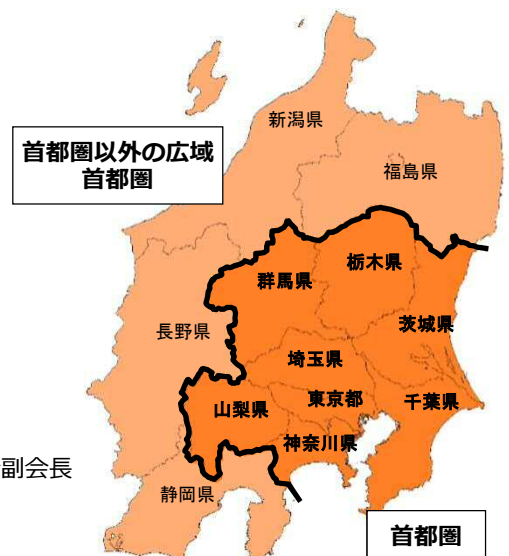 新潟県
首都圏以外の広域
首都圏
福島県
栃木県
群馬県
茨城県
長野県
埼玉県
東京都
千葉県
山梨県
神奈川県
副会長
静岡県
首都圏